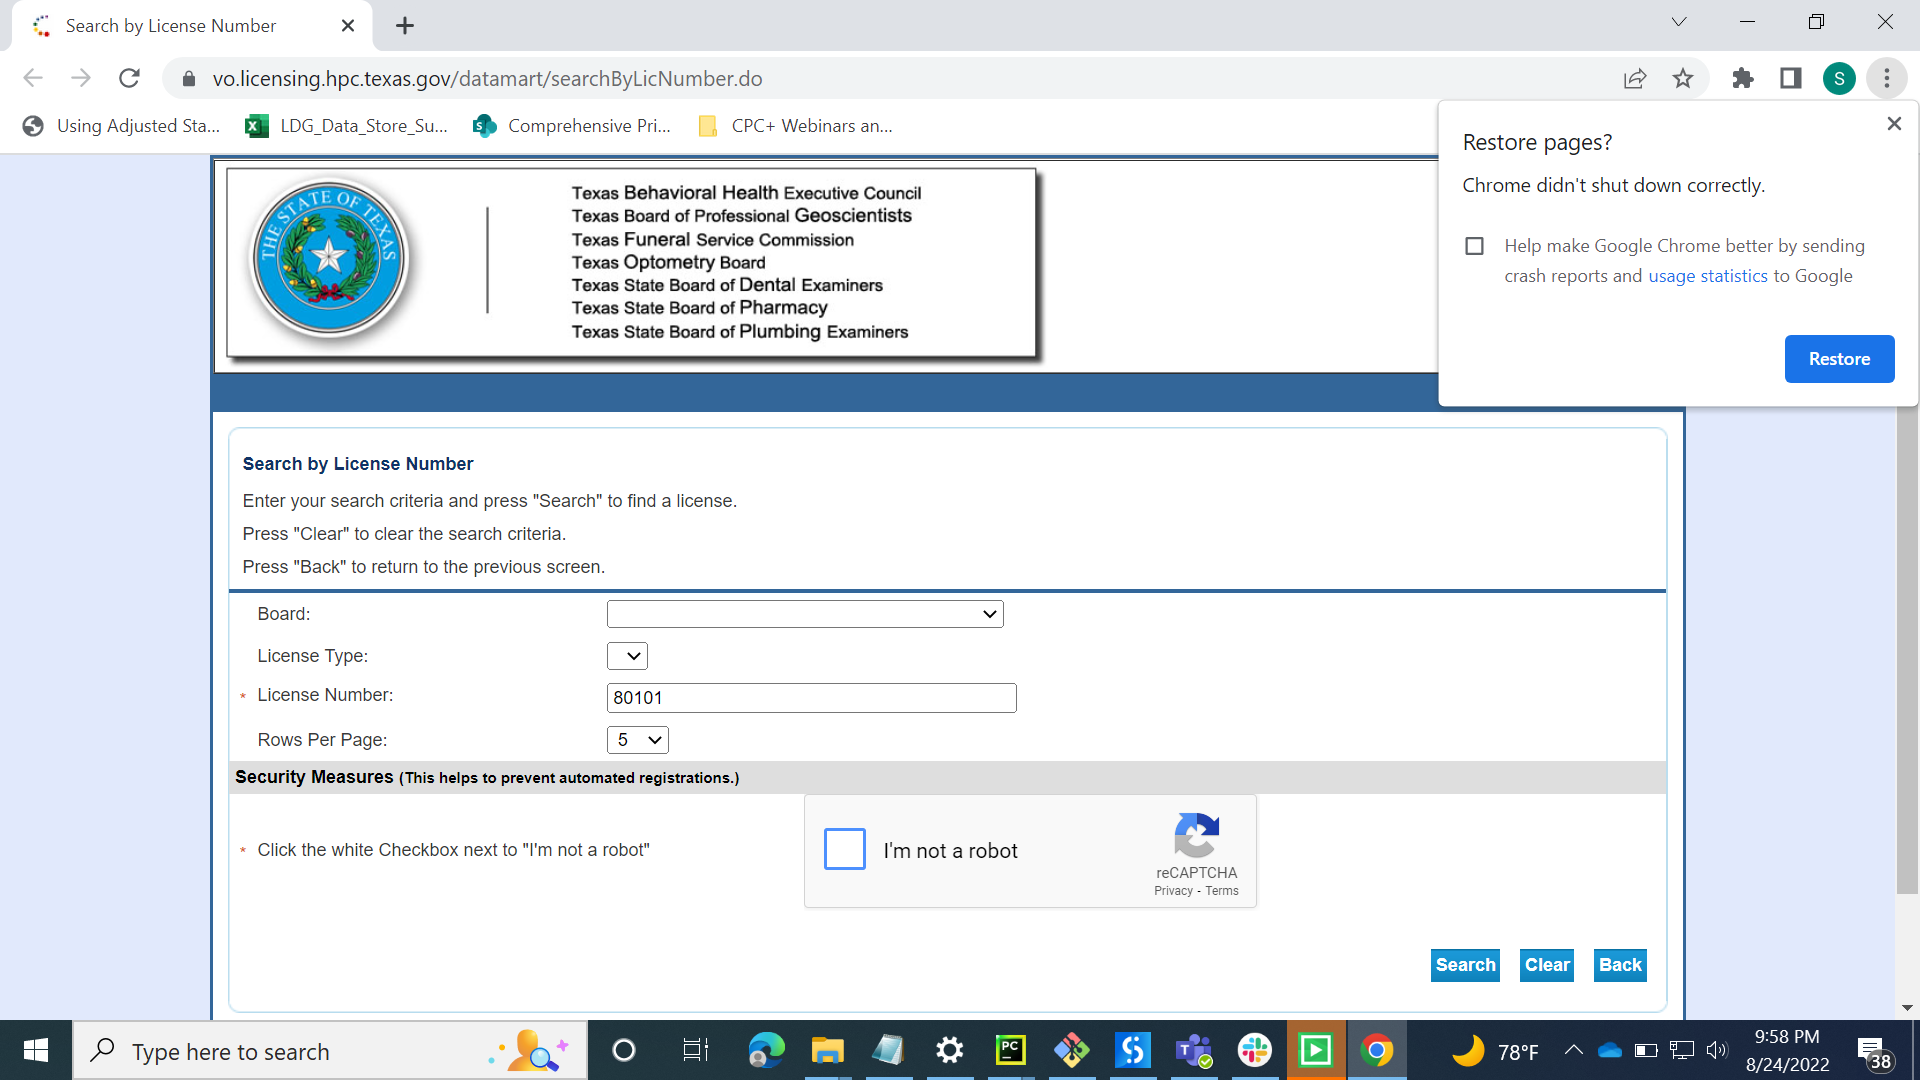 Search by License Number
vo.licensing.hpc.texas.gov/datamart/searchByLicNumber.do
S
Using Adjusted Sta...
LDG_Data_Store_Su...
Comprehensive Pri...
CPC+ Webinars an...
Restore pages?
Chrome didn't shut down correctly.
Help make Google Chrome better by sending
crash reports and usage statistics to Google
Restore
THE STATE OF TEXAS
Texas Behavioral Health Executive Council
Texas Board of Professional Geoscientists
Texas Funeral Service Commission
Texas Optometry Board
Texas State Board of Dental Examiners
Texas State Board of Pharmacy
Texas State Board of Plumbing Examiners
Search by License Number
Enter your search criteria and press "Search" to find a license.
Press "Clear" to clear the search criteria.
Press "Back" to return to the previous screen.
Board:
License Type:
* License Number: 80101
Rows Per Page: 5
Security Measures (This helps to prevent automated registrations.)
* Click the white Checkbox next to "I'm not a robot"
I'm not a robot
reCAPTCHA
Privacy - Terms
Search Clear Back
Type here to search
PC
78°F
9:58 PM
8/24/2022
38